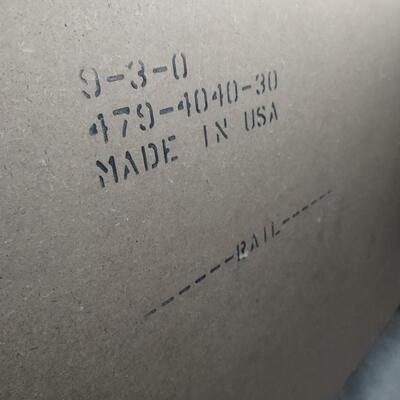 9-3-0
479-4040-30
MADE IN USA
------RAIL-----